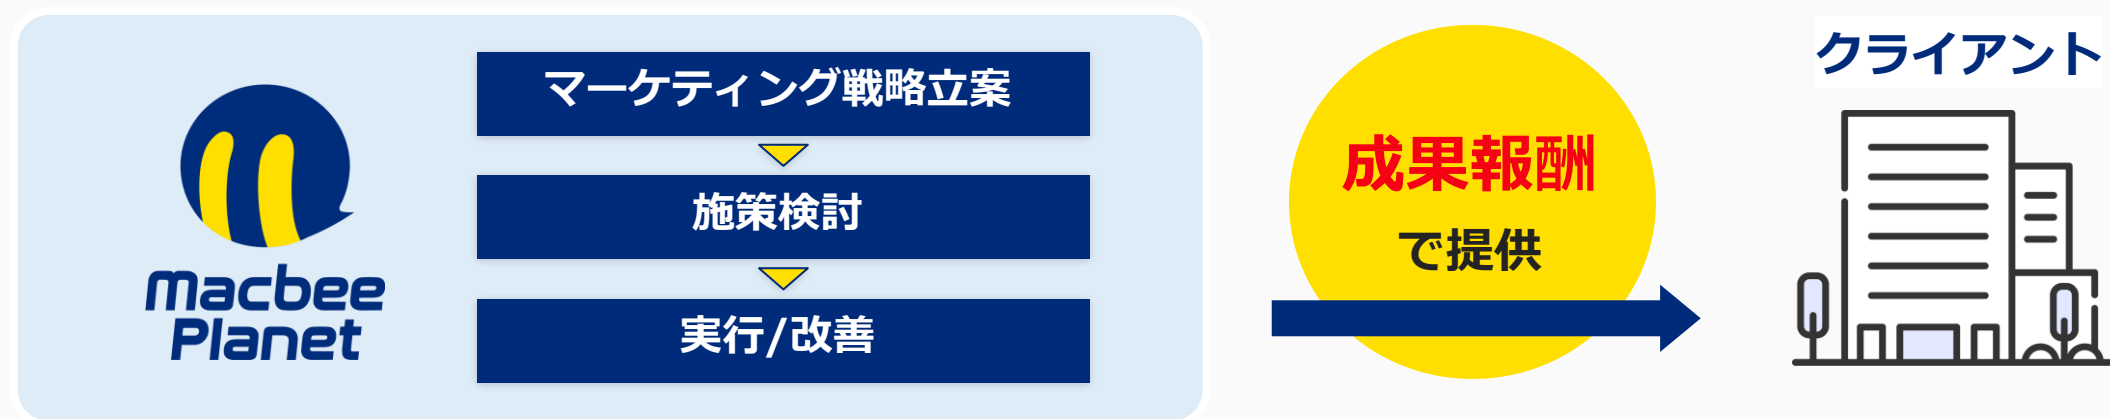 macbee
Planet
マーケティング戦略立案
施策検討
実行/改善
成果報酬
で提供
クライアント